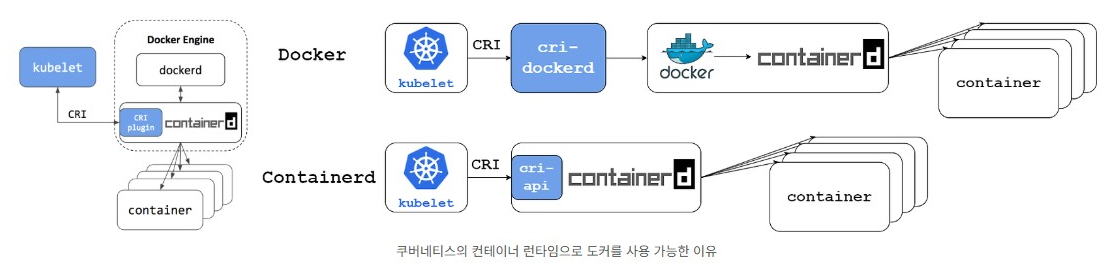 Docker Engine
kubelet
dockerd
CRI
CRI
plugin
containerd
container
Docker
kubelet
CRI
cri-
dockerd
docker
containerd
container
Containerd
kubelet
CRI
cri-
api
containerd
container
쿠버네티스의 컨테이너 런타임으로 도커를 사용 가능한 이유